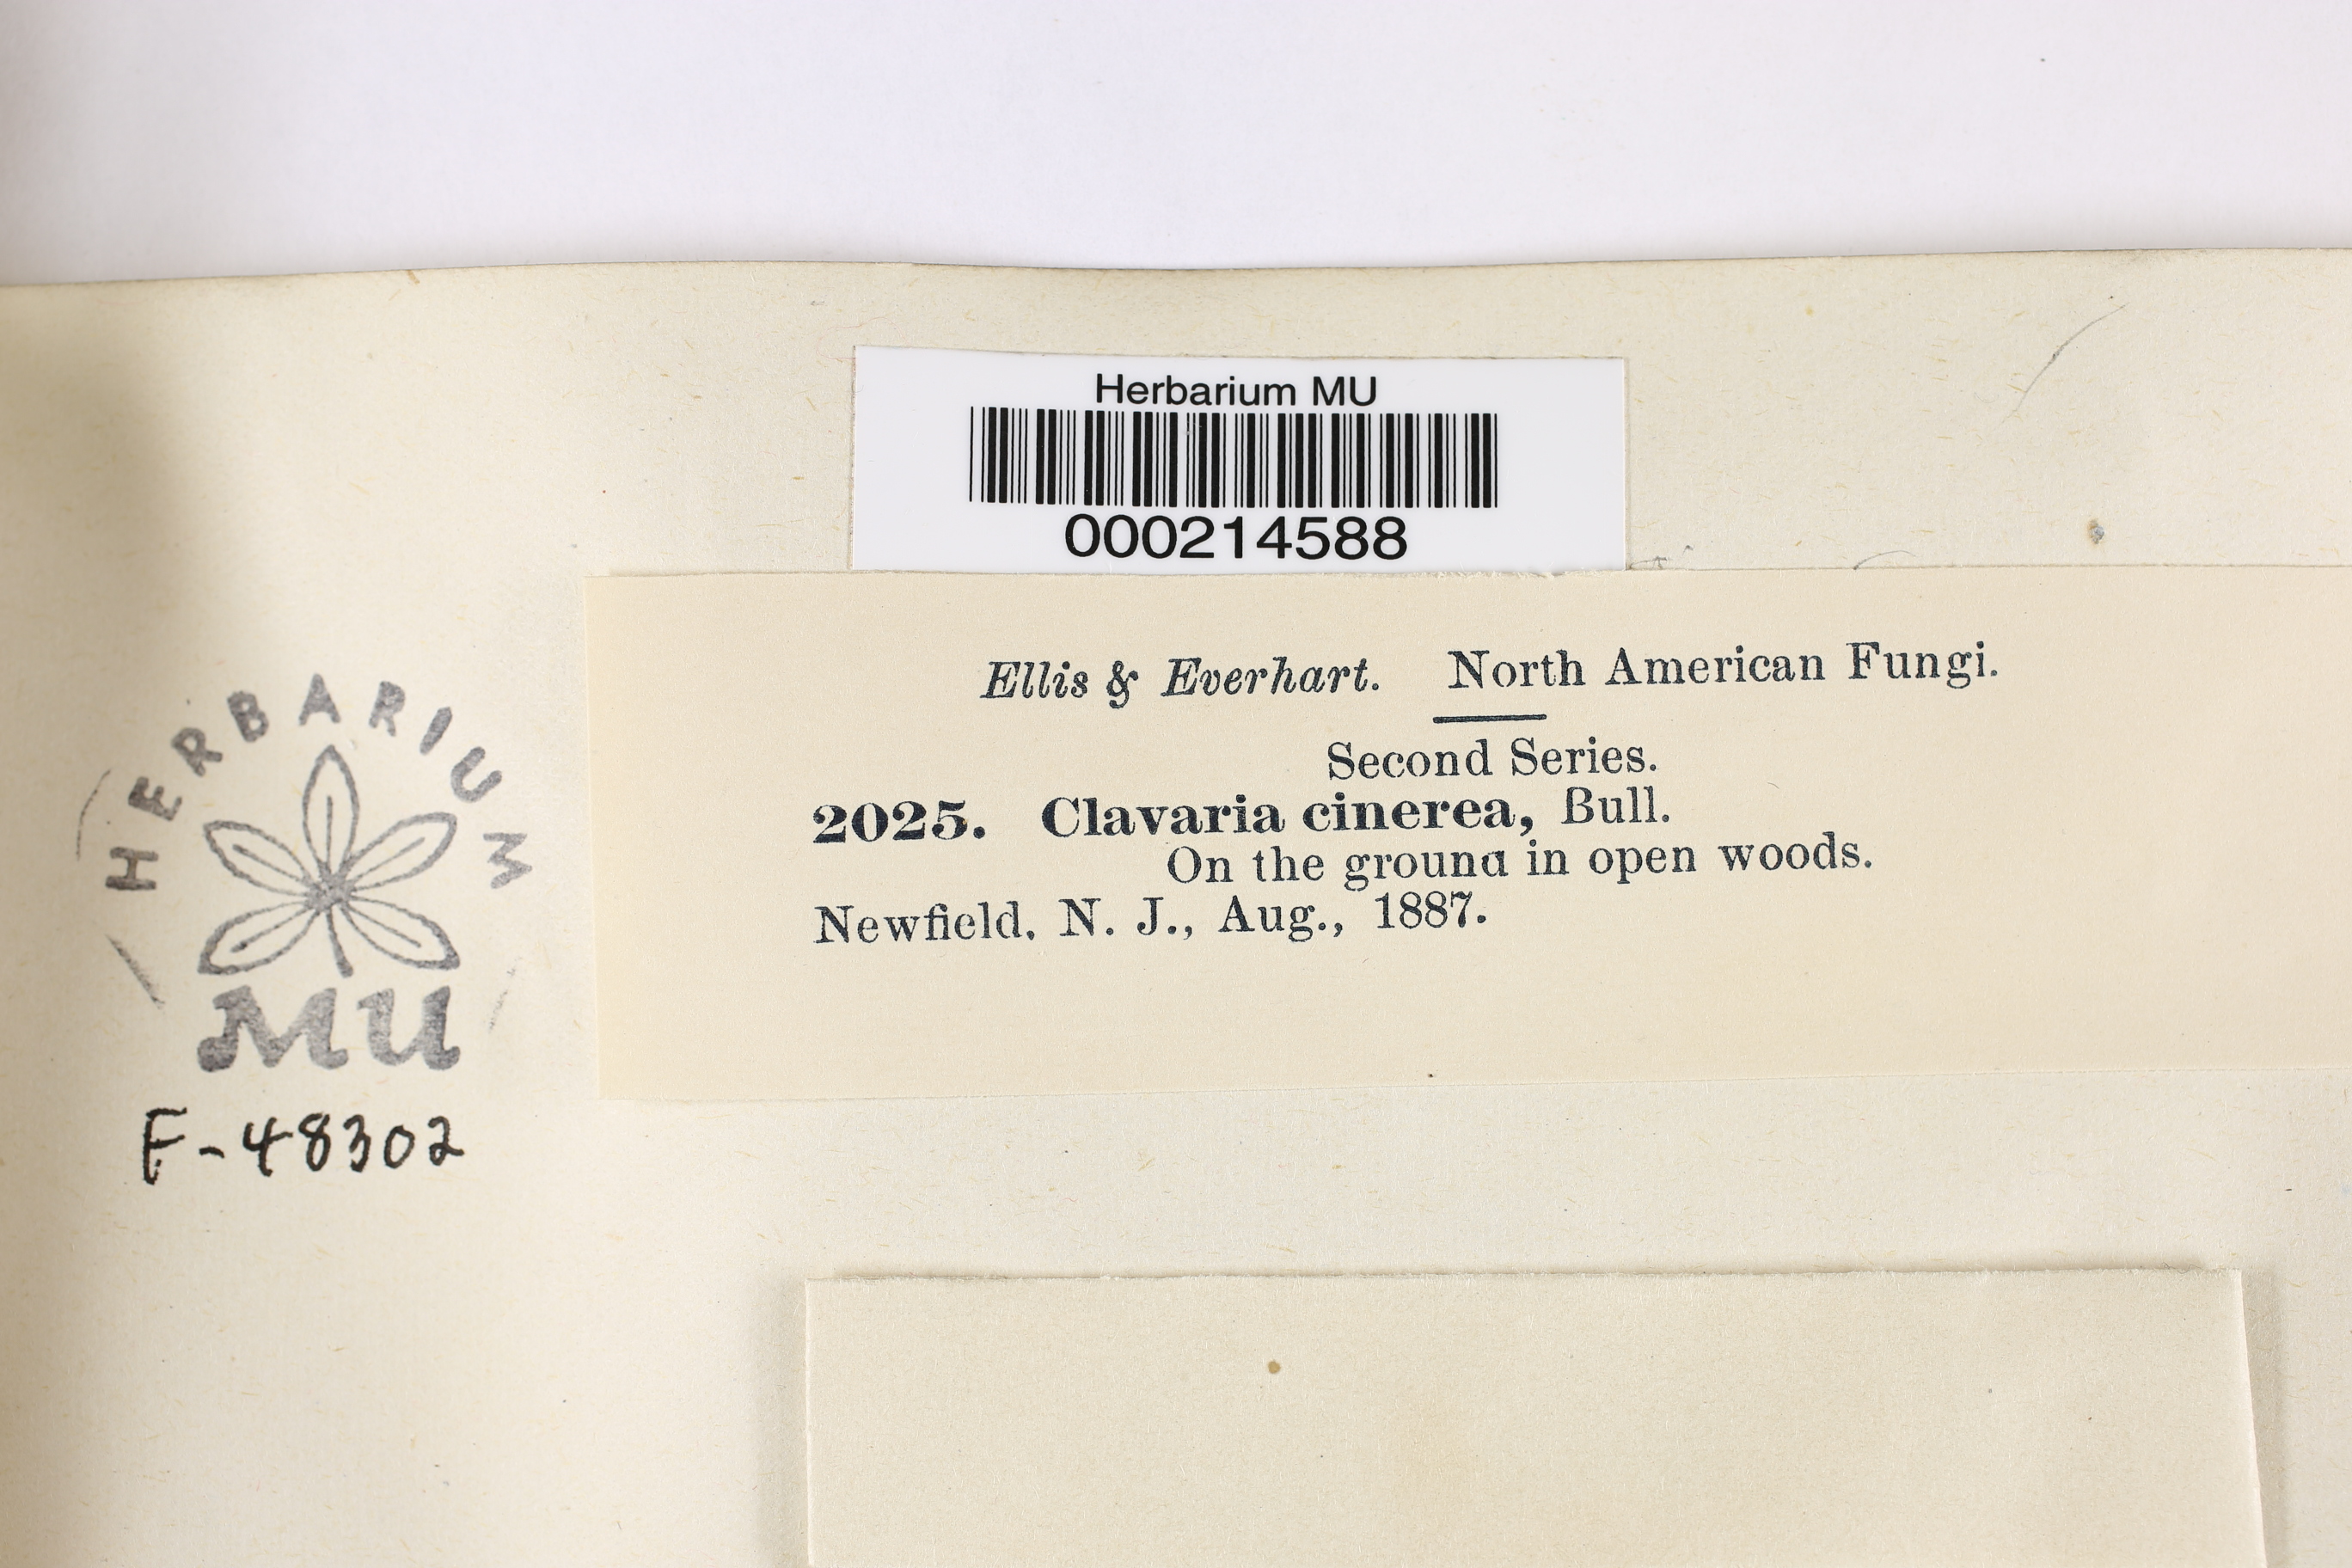 Herbarium MU
000214588
Ellis & Everhart. North American Fungi.
Second Series.
2025. Clavaria cinerea, Bull.
On the ground in open woods.
Newfield, N. J., Aug., 1887.
HERBARIUM
MU
F-48302